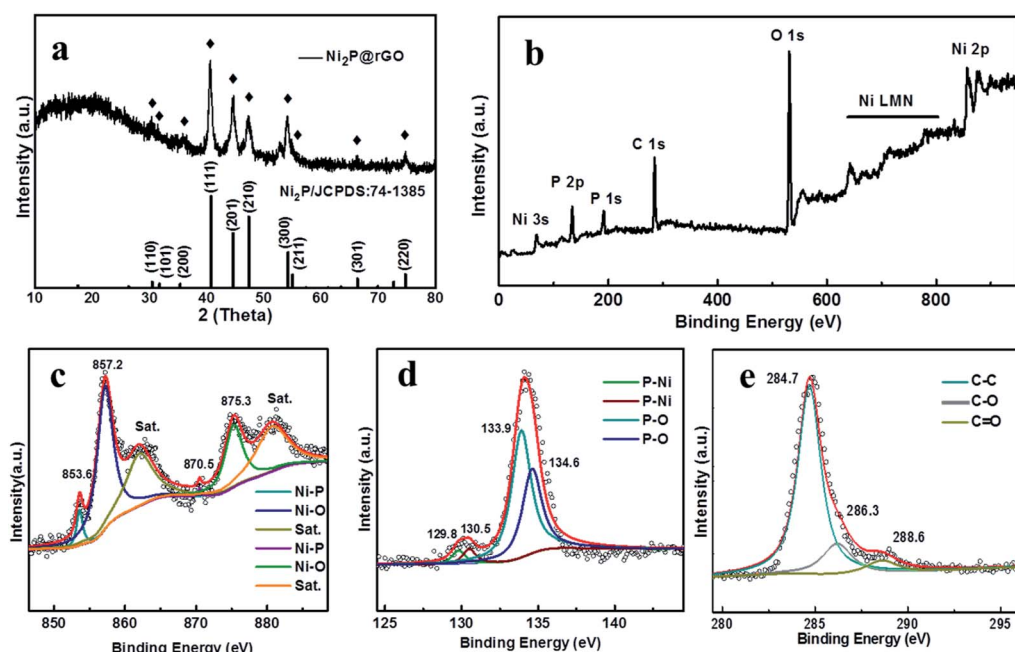 a
Ni₂P@rGO
Intensity (a.u.)
Ni₂P/JCPDS:74-1385
(110)
(101)
(200)
(111)
(201)
(210)
(300)
(211)
(301)
(220)
10 20 30 40 50 60 70 80
2 (Theta)
b
Intensity (a.u.)
Ni 3s
P 2p
P 1s
C 1s
O 1s
Ni LMN
Ni 2p
0 200 400 600 800
Binding Energy (eV)
c
Intensity(a.u.)
853.6
857.2
Sat.
870.5
875.3
Sat.
Ni-P
Ni-O
Sat.
Ni-P
Ni-O
Sat.
850 860 870 880
Binding Energy (eV)
d
Intensity (a.u.)
129.8
130.5
133.9
134.6
P-Ni
P-Ni
P-O
P-O
125 130 135 140
Binding Energy (eV)
e
Intensity (a.u.)
284.7
286.3
288.6
C-C
C-O
C=O
280 285 290 295
Binding Energy (eV)